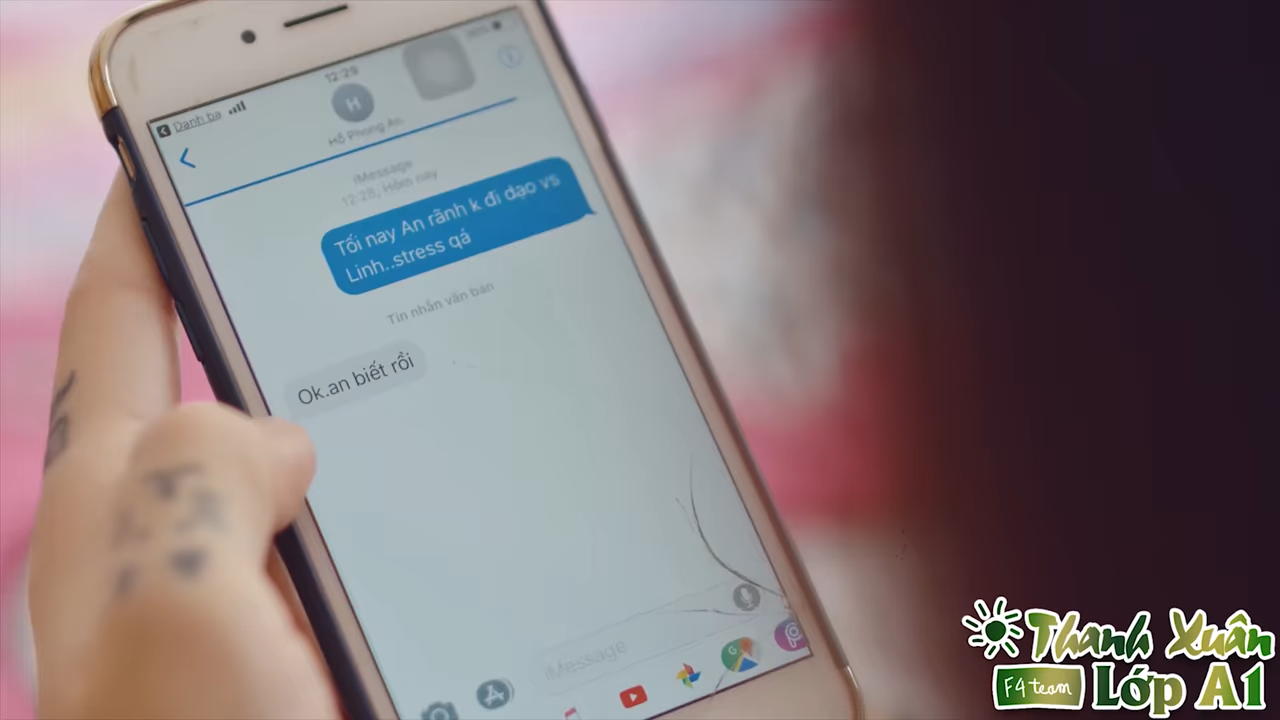 12:29
Danh bạ
H
Hồ Phong An
iMessage
12:28, Hôm nay
Tối nay An rãnh k đi dạo vs
Linh..stress qá
Tin nhắn văn bản
Ok.an biết rồi
iMessage
Thanh Xuân
F4 team
Lớp A1